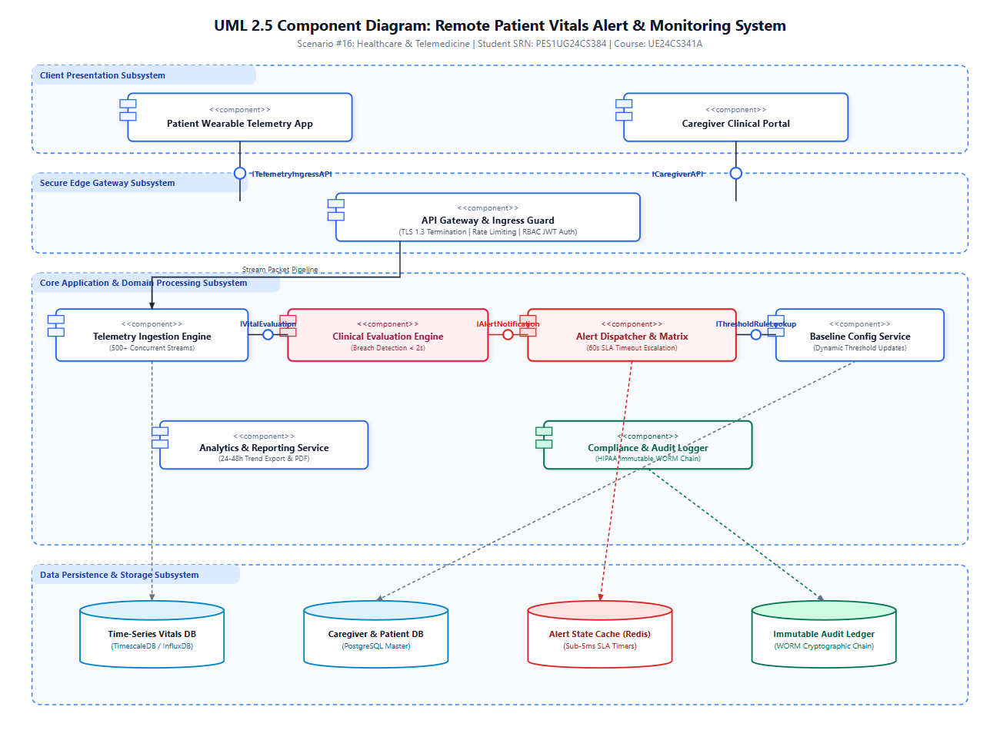 UML 2.5 Component Diagram: Remote Patient Vitals Alert & Monitoring System
Scenario #16: Healthcare & Telemedicine | Student SRN: PES1UG24CS384 | Course: UE24CS341A
Client Presentation Subsystem
<<component>>
Patient Wearable Telemetry App
<<component>>
Caregiver Clinical Portal
ITelemetryIngressAPI
ICaregiverAPI
Secure Edge Gateway Subsystem
<<component>>
API Gateway & Ingress Guard
(TLS 1.3 Termination | Rate Limiting | RBAC JWT Auth)
Stream Packet Pipeline
Core Application & Domain Processing Subsystem
<<component>>
Telemetry Ingestion Engine
(500+ Concurrent Streams)
IVitalEvaluation
<<component>>
Clinical Evaluation Engine
(Breach Detection < 2s)
IAlertNotification
<<component>>
Alert Dispatcher & Matrix
(60s SLA Timeout Escalation)
IThresholdRuleLookup
<<component>>
Baseline Config Service
(Dynamic Threshold Updates)
<<component>>
Analytics & Reporting Service
(24-48h Trend Export & PDF)
<<component>>
Compliance & Audit Logger
(HIPAA Immutable WORM Chain)
Data Persistence & Storage Subsystem
Time-Series Vitals DB
(TimescaleDB / InfluxDB)
Caregiver & Patient DB
(PostgreSQL Master)
Alert State Cache (Redis)
(Sub-5ms SLA Timers)
Immutable Audit Ledger
(WORM Cryptographic Chain)